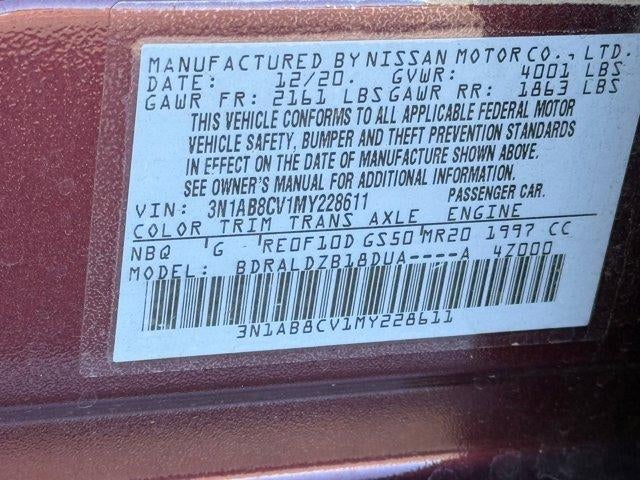 MANUFACTURED BY NISSAN MOTOR CO., LTD.
DATE: 12/20. GVWR: 4001 LBS
GAWR FR: 2161 LBS GAWR RR: 1863 LBS
THIS VEHICLE CONFORMS TO ALL APPLICABLE FEDERAL MOTOR
VEHICLE SAFETY, BUMPER AND THEFT PREVENTION STANDARDS
IN EFFECT ON THE DATE OF MANUFACTURE SHOWN ABOVE.
SEE OWNER'S MANUAL FOR ADDITIONAL INFORMATION.
VIN: 3N1AB8CV1MY228611 PASSENGER CAR.
COLOR TRIM TRANS AXLE ENGINE
NBQ G RE0F10D GS50 MR20 1997 CC
MODEL: BDRALDZB18DUA----A 4Z000
3N1AB8CV1MY228611